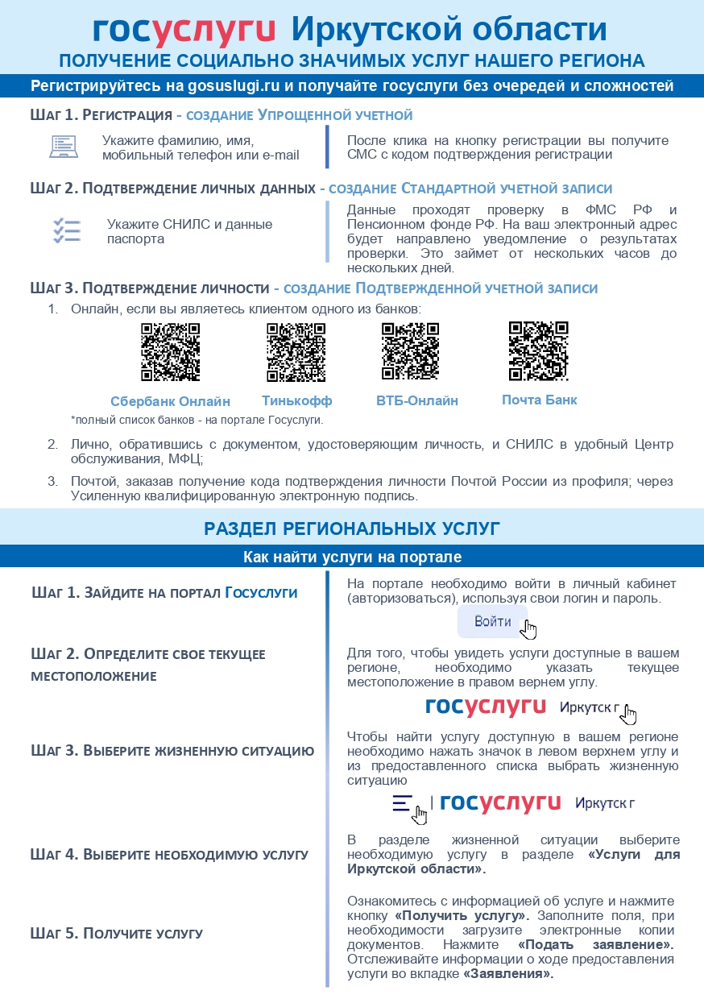 госуслуги Иркутской области
ПОЛУЧЕНИЕ СОЦИАЛЬНО ЗНАЧИМЫХ УСЛУГ НАШЕГО РЕГИОНА
Регистрируйтесь на gosuslugi.ru и получайте госуслуги без очередей и сложностей
Шаг 1. Регистрация - создание Упрощенной учетной
Укажите фамилию, имя,
мобильный телефон или e-mail
После клика на кнопку регистрации вы получите
СМС с кодом подтверждения регистрации
Шаг 2. Подтверждение личных данных - создание Стандартной учетной записи
Укажите СНИЛС и данные
паспорта
Данные проходят проверку в ФМС РФ и
Пенсионном фонде РФ. На ваш электронный адрес
будет направлено уведомление о результатах
проверки. Это займет от нескольких часов до
нескольких дней.
Шаг 3. Подтверждение личности - создание Подтвержденной учетной записи
1. Онлайн, если вы являетесь клиентом одного из банков:
Сбербанк Онлайн Тинькофф ВТБ-Онлайн Почта Банк
*полный список банков - на портале Госуслуги.
2. Лично, обратившись с документом, удостоверяющим личность, и СНИЛС в удобный Центр
обслуживания, МФЦ;
3. Почтой, заказав получение кода подтверждения личности Почтой России из профиля; через
Усиленную квалифицированную электронную подпись.
РАЗДЕЛ РЕГИОНАЛЬНЫХ УСЛУГ
Как найти услуги на портале
Шаг 1. Зайдите на портал Госуслуги
На портале необходимо войти в личный кабинет
(авторизоваться), используя свои логин и пароль.
Войти
Шаг 2. Определите свое текущее
местоположение
Для того, чтобы увидеть услуги доступные в вашем
регионе, необходимо указать текущее
местоположение в правом вернем углу.
госуслуги Иркутск г
Шаг 3. Выберите жизненную ситуацию
Чтобы найти услугу доступную в вашем регионе
необходимо нажать значок в левом верхнем углу и
из предоставленного списка выбрать жизненную
ситуацию
госуслуги Иркутск г
Шаг 4. Выберите необходимую услугу
В разделе жизненной ситуации выберите
необходимую услугу в разделе «Услуги для
Иркутской области».
Шаг 5. Получите услугу
Ознакомитесь с информацией об услуге и нажмите
кнопку «Получить услугу». Заполните поля, при
необходимости загрузите электронные копии
документов. Нажмите «Подать заявление».
Отслеживайте информации о ходе предоставления
услуги во вкладке «Заявления».